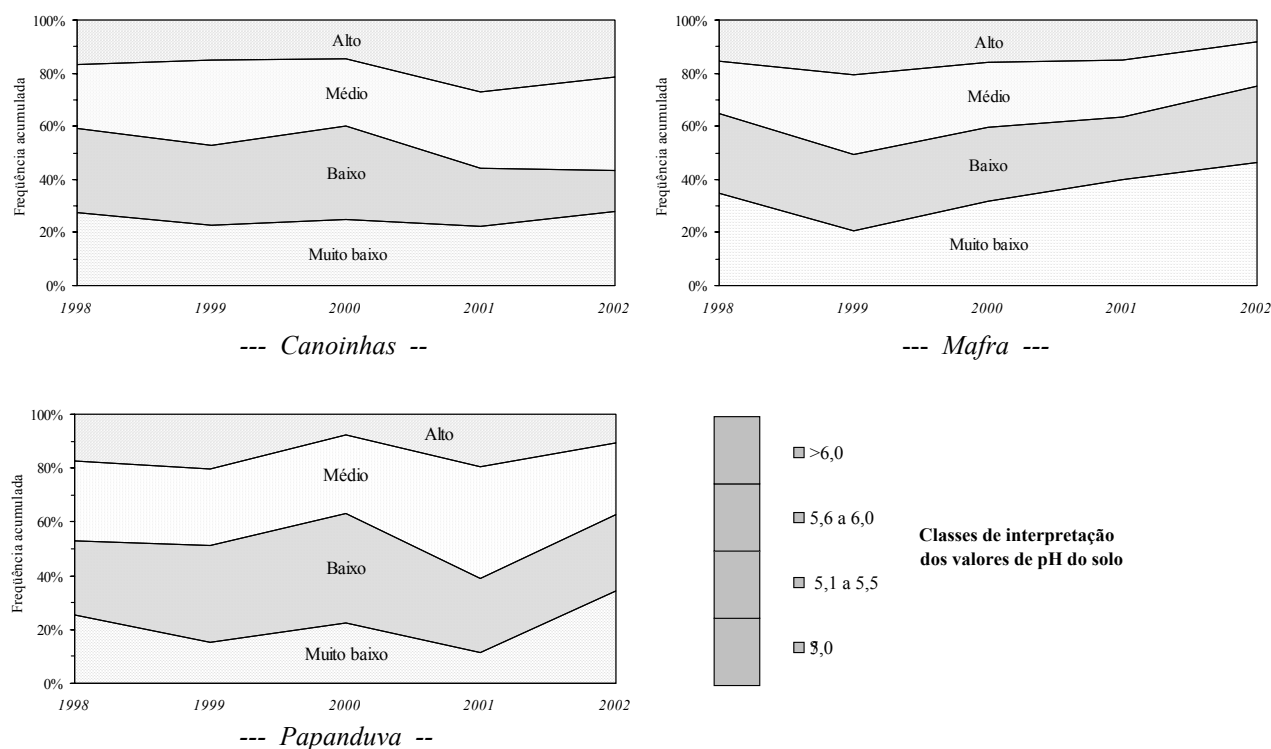 Freqüência acumulada
100%
80%
60%
40%
20%
0%
Alto
Médio
Baixo
Muito baixo
1998 1999 2000 2001 2002
--- Canoinhas --
Freqüência acumulada
100%
80%
60%
40%
20%
0%
Alto
Médio
Baixo
Muito baixo
1998 1999 2000 2001 2002
--- Mafra ---
Freqüência acumulada
100%
80%
60%
40%
20%
0%
Alto
Médio
Baixo
Muito baixo
1998 1999 2000 2001 2002
--- Papanduva --
>6,0
5,6 a 6,0
5,1 a 5,5
Classes de interpretação
dos valores de pH do solo